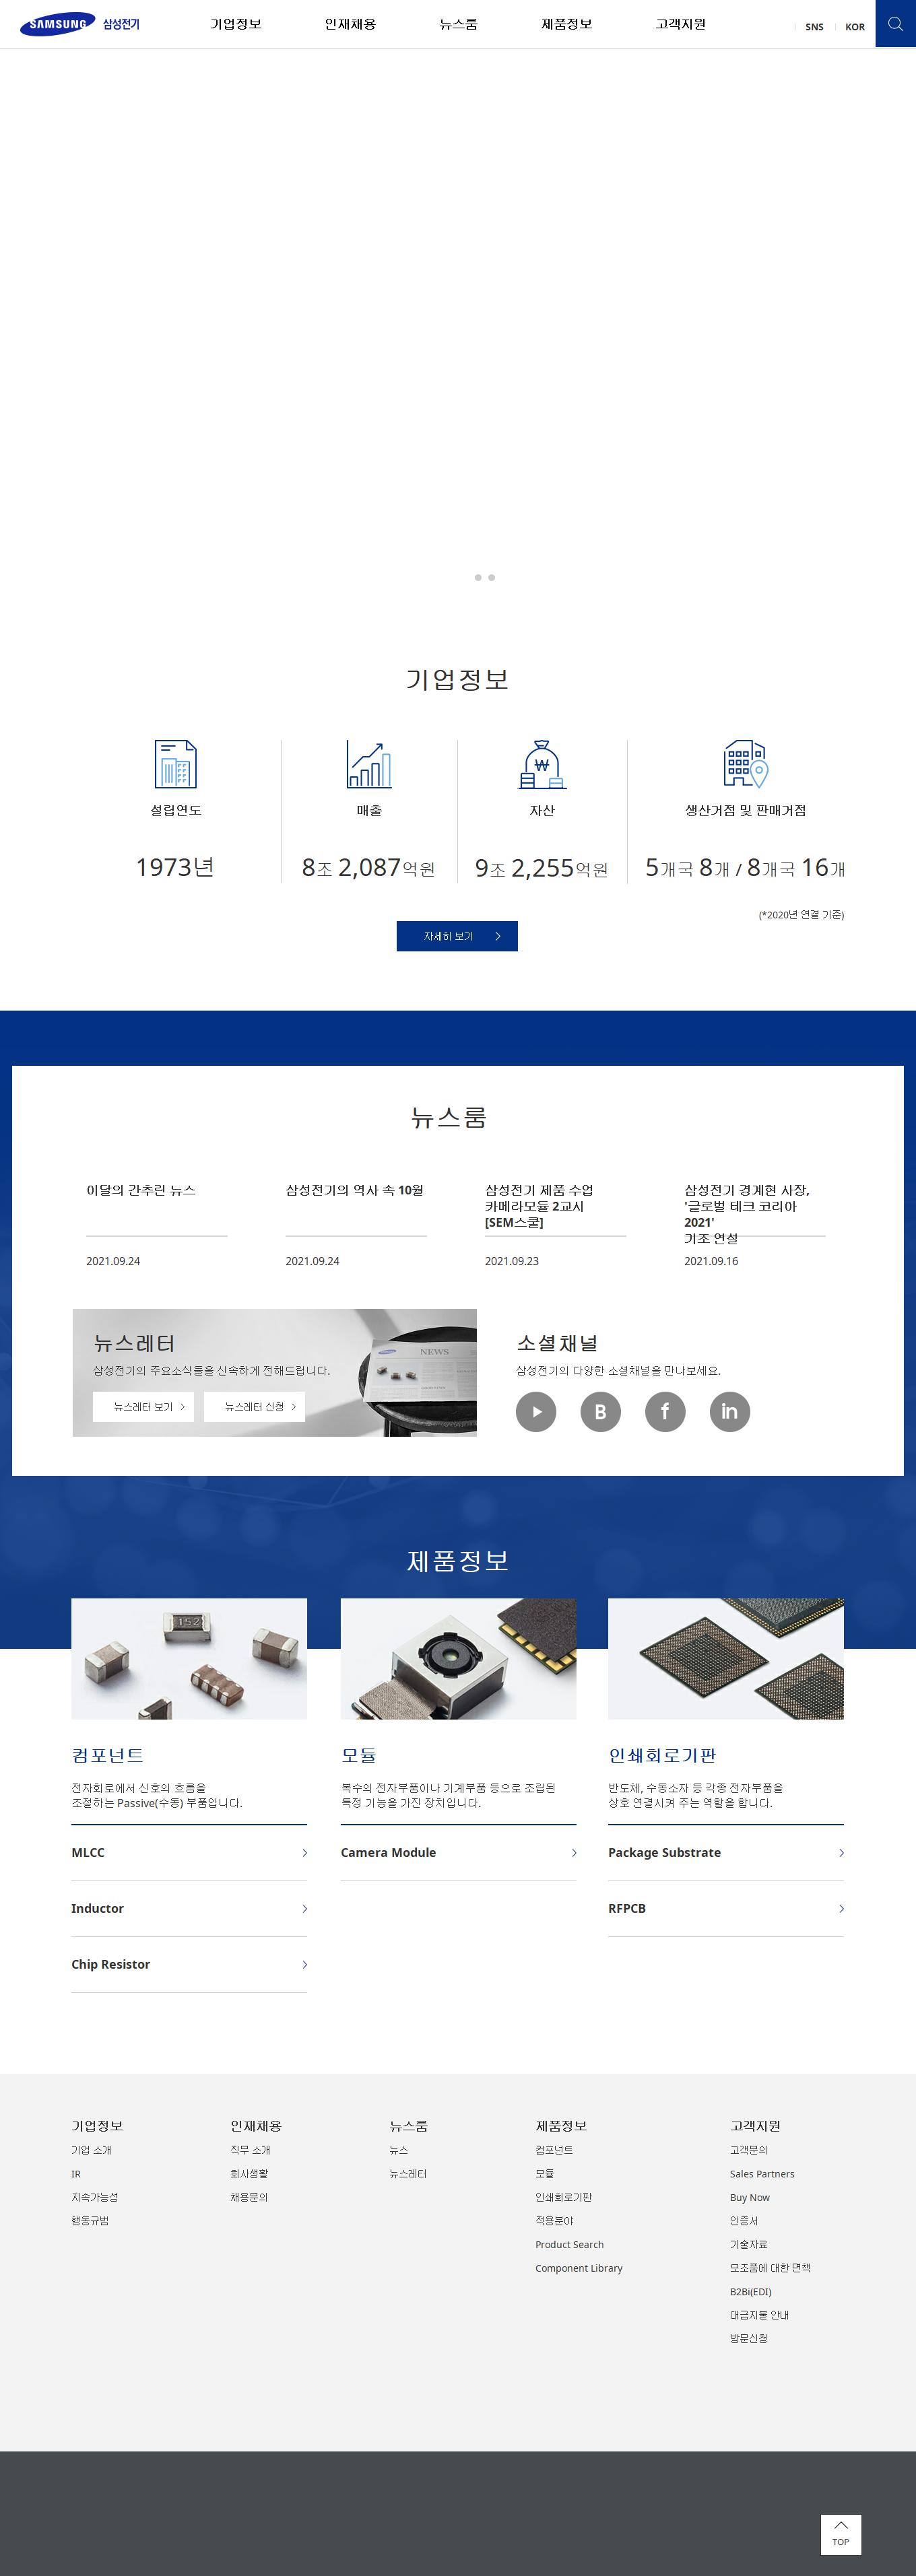 SAMSUNG 삼성전기
기업정보 인재채용 뉴스룸 제품정보 고객지원
SNS KOR
기업정보
설립연도
1973년
매출
8조 2,087억원
자산
9조 2,255억원
생산거점 및 판매거점
5개국 8개 / 8개국 16개
(*2020년 연결 기준)
자세히 보기
뉴스룸
이달의 간추린 뉴스
2021.09.24
삼성전기의 역사 속 10월
2021.09.24
삼성전기 제품 수업
카메라모듈 2교시
[SEM스쿨]
2021.09.23
삼성전기 경계현 사장,
'글로벌 테크 코리아
2021'
기조 연설
2021.09.16
뉴스레터
삼성전기의 주요소식들을 신속하게 전해드립니다.
뉴스레터 보기
뉴스레터 신청
NEWS
소셜채널
삼성전기의 다양한 소셜채널을 만나보세요.
B f in
제품정보
152
컴포넌트
전자회로에서 신호의 흐름을
조절하는 Passive(수동) 부품입니다.
MLCC
Inductor
Chip Resistor
모듈
복수의 전자부품이나 기계부품 등으로 조립된
특정 기능을 가진 장치입니다.
Camera Module
인쇄회로기판
반도체, 수동소자 등 각종 전자부품을
상호 연결시켜 주는 역할을 합니다.
Package Substrate
RFPCB
기업정보
기업 소개
IR
지속가능성
행동규범
인재채용
직무 소개
회사생활
채용문의
뉴스룸
뉴스
뉴스레터
제품정보
컴포넌트
모듈
인쇄회로기판
적용분야
Product Search
Component Library
고객지원
고객문의
Sales Partners
Buy Now
인증서
기술자료
모조품에 대한 면책
B2Bi(EDI)
대금지불 안내
방문신청
TOP